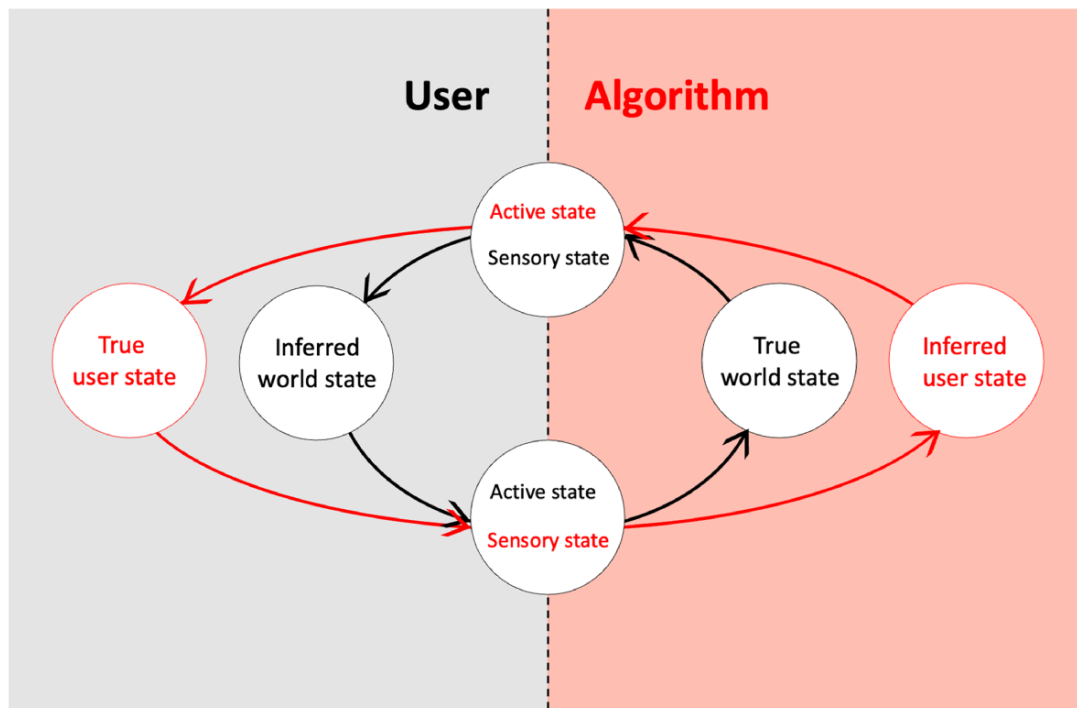 User
Algorithm
Active state
Sensory state
True
user state
Inferred
world state
True
world state
Inferred
user state
Active state
Sensory state